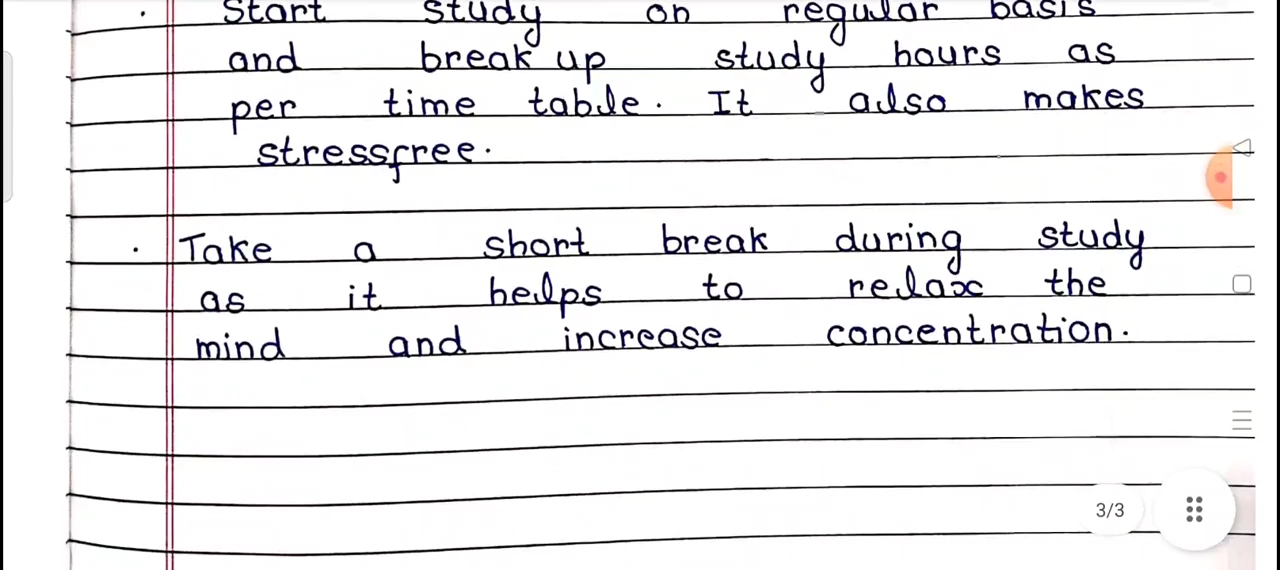 . Start study on regular basis
and break up study hours as
per time table. It also makes
stressfree.
. Take a short break during study
as it helps to relax the
mind and increase concentration.
3/3